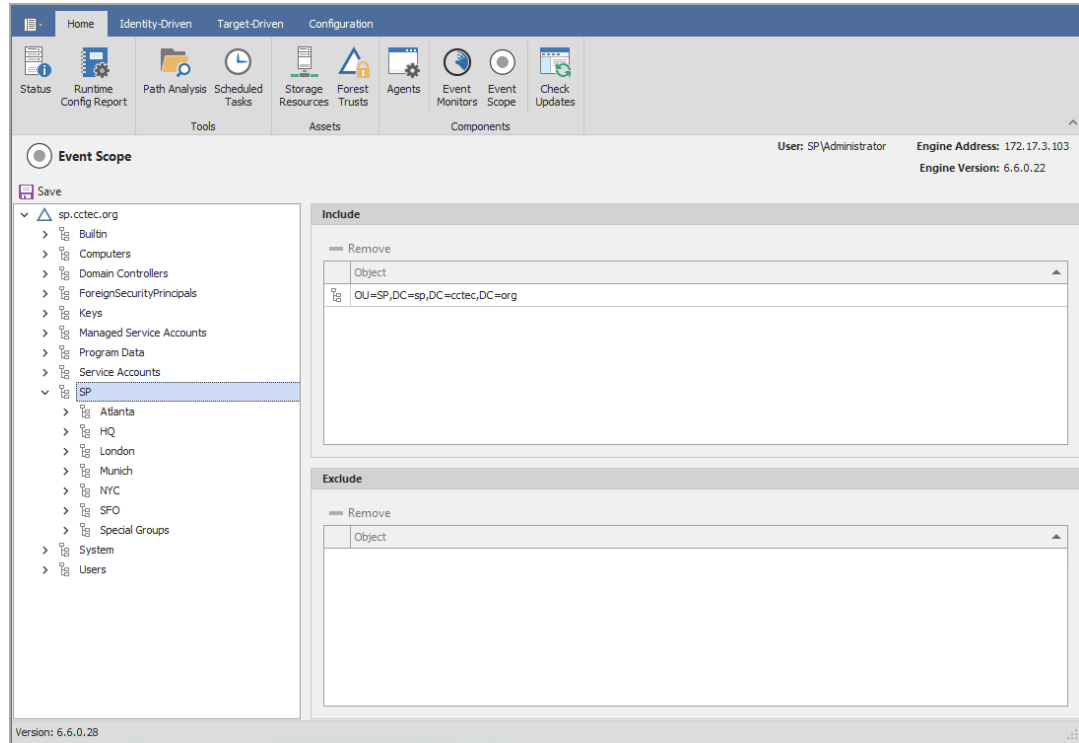 Home Identity-Driven Target-Driven Configuration
Status Runtime Config Report Path Analysis Scheduled Tasks Storage Resources Forest Trusts Agents Event Monitors Event Scope Check Updates
Tools Assets Components
Event Scope
User: SP\Administrator Engine Address: 172.17.3.103
Engine Version: 6.6.0.22
Save
sp.cctec.org
Builtin
Computers
Domain Controllers
ForeignSecurityPrincipals
Keys
Managed Service Accounts
Program Data
Service Accounts
SP
Atlanta
HQ
London
Munich
NYC
SFO
Special Groups
System
Users
Include
Remove
Object
OU=SP,DC=sp,DC=cctec,DC=org
Exclude
Remove
Object
Version: 6.6.0.28